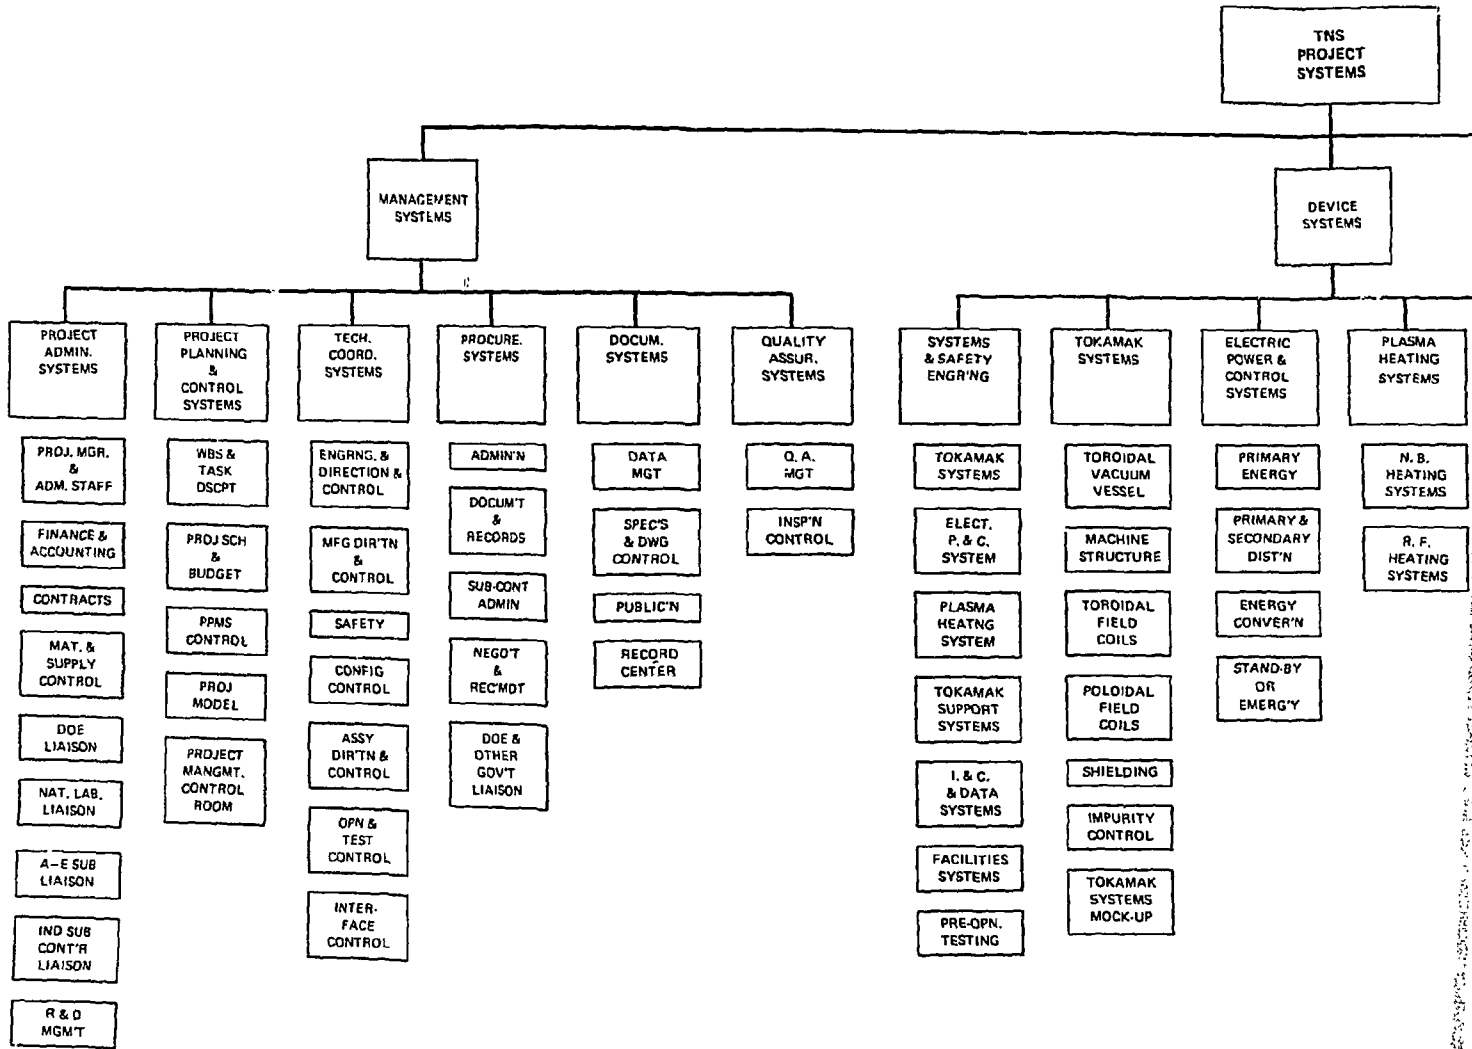 TNS
PROJECT
SYSTEMS
MANAGEMENT
SYSTEMS
DEVICE
SYSTEMS
PROJECT
ADMIN.
SYSTEMS
PROJECT
PLANNING
&
CONTROL
SYSTEMS
TECH.
COORD.
SYSTEMS
PROCURE.
SYSTEMS
DOCUM.
SYSTEMS
QUALITY
ASSUR.
SYSTEMS
SYSTEMS
& SAFETY
ENGR'NG
TOKAMAK
SYSTEMS
ELECTRIC
POWER &
CONTROL
SYSTEMS
PLASMA
HEATING
SYSTEMS
PROJ. MGR.
&
ADM. STAFF
FINANCE &
ACCOUNTING
CONTRACTS
MAT. &
SUPPLY
CONTROL
DOE
LIAISON
NAT. LAB.
LIAISON
A-E SUB
LIAISON
IND SUB
CONT'R
LIAISON
R & D
MGM'T
WBS &
TASK
DSCPT
PROJ SCH
&
BUDGET
PPMS
CONTROL
PROJ
MODEL
PROJECT
MANGMT.
CONTROL
ROOM
ENGRNG. &
DIRECTION &
CONTROL
MFG DIR'TN
&
CONTROL
SAFETY
CONFIG
CONTROL
ASSY
DIR'TN &
CONTROL
OPN &
TEST
CONTROL
INTER-
FACE
CONTROL
ADMIN'N
DOCUM'T
&
RECORDS
SUB-CONT
ADMIN
NEGO'T
&
REC'MDT
DOE &
OTHER
GOV'T
LIAISON
DATA
MGT
SPEC'S
& DWG
CONTROL
PUBLIC'N
RECORD
CENTER
Q. A.
MGT
INSP'N
CONTROL
TOKAMAK
SYSTEMS
ELECT.
P. & C.
SYSTEM
PLASMA
HEATNG
SYSTEM
TOKAMAK
SUPPORT
SYSTEMS
I. & C.
& DATA
SYSTEMS
FACILITIES
SYSTEMS
PRE-OPN.
TESTING
TOROIDAL
VACUUM
VESSEL
MACHINE
STRUCTURE
TOROIDAL
FIELD
COILS
POLOIDAL
FIELD
COILS
SHIELDING
IMPURITY
CONTROL
TOKAMAK
SYSTEMS
MOCK-UP
PRIMARY
ENERGY
PRIMARY &
SECONDARY
DIST'N
ENERGY
CONVER'N
STAND-BY
OR
EMERG'Y
N. B.
HEATING
SYSTEMS
R. F.
HEATING
SYSTEMS